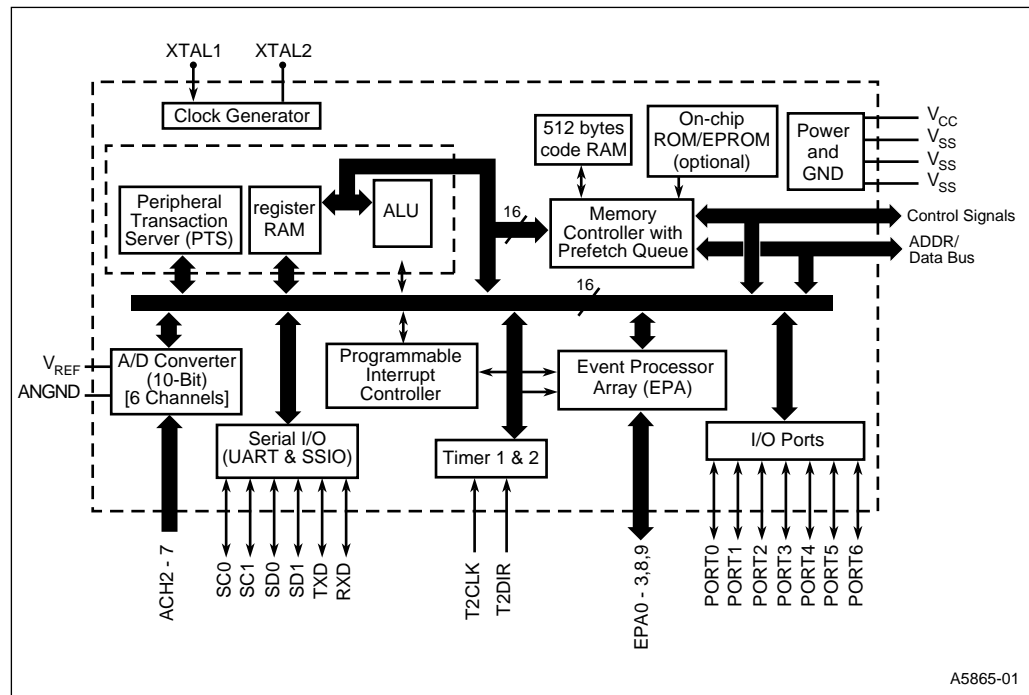 XTAL1
XTAL2
Clock Generator
512 bytes
code RAM
On-chip
ROM/EPROM
(optional)
Power
and
GND
VCC
VSS
VSS
VSS
Peripheral
Transaction
Server (PTS)
register
RAM
ALU
16
Memory
Controller with
Prefetch Queue
Control Signals
ADDR/
Data Bus
16
VREF
ANGND
A/D Converter
(10-Bit)
[6 Channels]
Programmable
Interrupt
Controller
Event Processor
Array (EPA)
Serial I/O
(UART & SSIO)
Timer 1 & 2
I/O Ports
ACH2 - 7
SC0
SC1
SD0
SD1
TXD
RXD
T2CLK
T2DIR
EPA0 - 3,8,9
PORT0
PORT1
PORT2
PORT3
PORT4
PORT5
PORT6
A5865-01